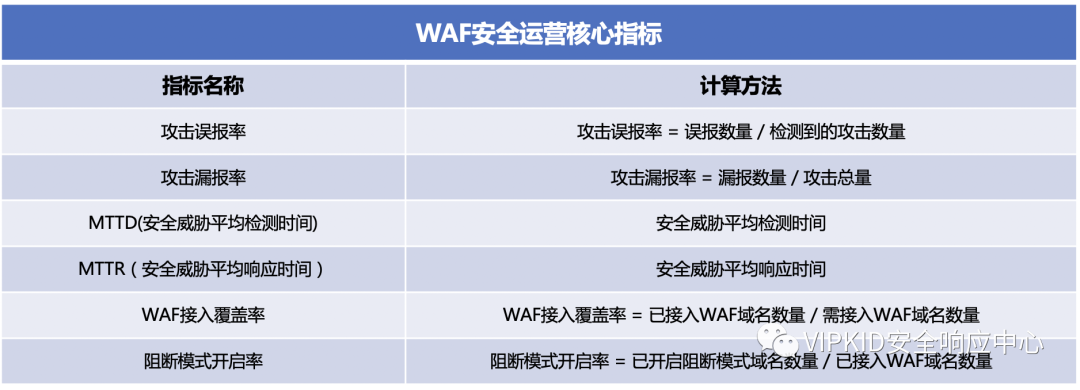 WAF安全运营核心指标
指标名称 计算方法
攻击误报率 攻击误报率 = 误报数量 / 检测到的攻击数量
攻击漏报率 攻击漏报率 = 漏报数量 / 攻击总量
MTTD(安全威胁平均检测时间) 安全威胁平均检测时间
MTTR（安全威胁平均响应时间） 安全威胁平均响应时间
WAF接入覆盖率 WAF接入覆盖率 = 已接入WAF域名数量 / 需接入WAF域名数量
VIPKID安全响应中心
阻断模式开启率 阻断模式开启率 = 已开启阻断模式域名数量 / 已接入WAF域名数量